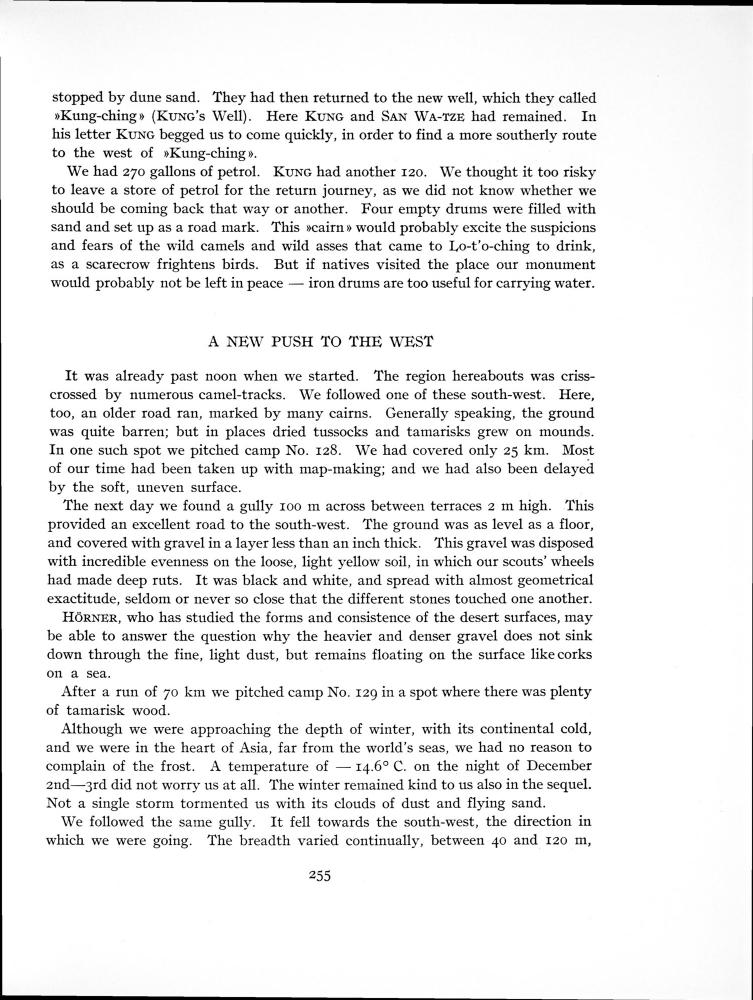 stopped by dune sand. They had then returned to the new well, which they called
»Kung-ching» (KUNG'S Well). Here KUNG and SAN WA-TZE had remained. In
his letter KUNG begged us to come quickly, in order to find a more southerly route
to the west of »Kung-ching».
We had 270 gallons of petrol. KUNG had another 120. We thought it too risky
to leave a store of petrol for the return journey, as we did not know whether we
should be coming back that way or another. Four empty drums were filled with
sand and set up as a road mark. This »cairn» would probably excite the suspicions
and fears of the wild camels and wild asses that came to Lo-t'o-ching to drink,
as a scarecrow frightens birds. But if natives visited the place our monument
would probably not be left in peace — iron drums are too useful for carrying water.
A NEW PUSH TO THE WEST
It was already past noon when we started. The region hereabouts was criss-
crossed by numerous camel-tracks. We followed one of these south-west. Here,
too, an older road ran, marked by many cairns. Generally speaking, the ground
was quite barren; but in places dried tussocks and tamarisks grew on mounds.
In one such spot we pitched camp No. 128. We had covered only 25 km. Most
of our time had been taken up with map-making; and we had also been delayed
by the soft, uneven surface.
The next day we found a gully 100 m across between terraces 2 m high. This
provided an excellent road to the south-west. The ground was as level as a floor,
and covered with gravel in a layer less than an inch thick. This gravel was disposed
with incredible evenness on the loose, light yellow soil, in which our scouts' wheels
had made deep ruts. It was black and white, and spread with almost geometrical
exactitude, seldom or never so close that the different stones touched one another.
HÖRNER, who has studied the forms and consistence of the desert surfaces, may
be able to answer the question why the heavier and denser gravel does not sink
down through the fine, light dust, but remains floating on the surface like corks
on a sea.
After a run of 70 km we pitched camp No. 129 in a spot where there was plenty
of tamarisk wood.
Although we were approaching the depth of winter, with its continental cold,
and we were in the heart of Asia, far from the world's seas, we had no reason to
complain of the frost. A temperature of — 14.6° C. on the night of December
2nd—3rd did not worry us at all. The winter remained kind to us also in the sequel.
Not a single storm tormented us with its clouds of dust and flying sand.
We followed the same gully. It fell towards the south-west, the direction in
which we were going. The breadth varied continually, between 40 and 120 m,
255